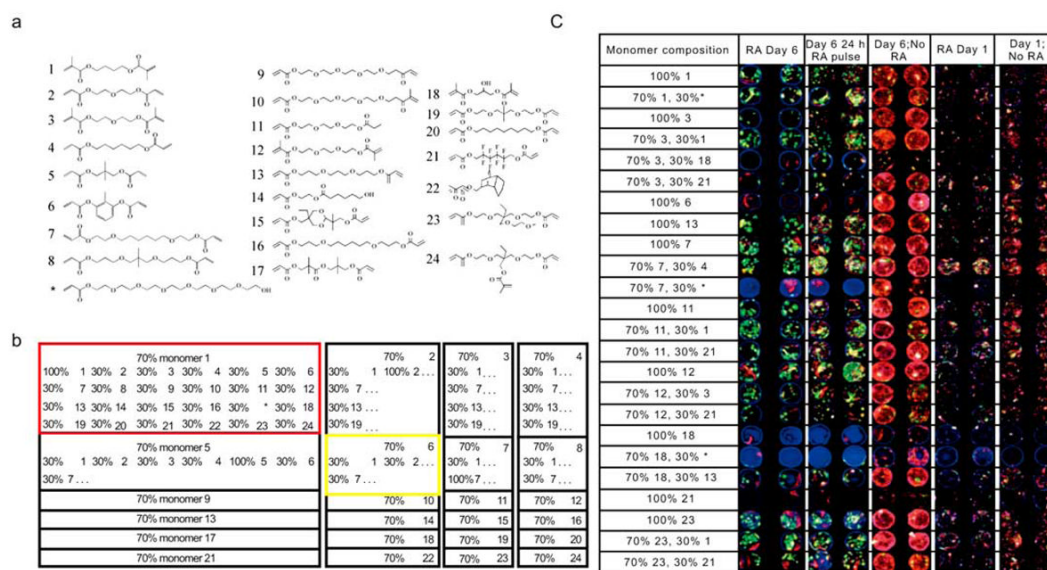 a
1
2
3
4
5
6
7
8
*
9
10
11
12
13
14
15
16
17
18
19
20
21
22
23
24
b
70% monomer 1
100% 1 30% 2 30% 3 30% 4 30% 5 30% 6
30% 7 30% 8 30% 9 30% 10 30% 11 30% 12
30% 13 30% 14 30% 15 30% 16 30% * 30% 18
30% 19 30% 20 30% 21 30% 22 30% 23 30% 24
70% 2
30% 1 100% 2 ...
30% 7 ...
30% 13 ...
30% 19 ...
70% 3
30% 1 ...
30% 7 ...
30% 13 ...
30% 19 ...
70% 4
30% 1 ...
30% 7 ...
30% 13 ...
30% 19 ...
70% monomer 5
30% 1 30% 2 30% 3 30% 4 100% 5 30% 6
30% 7 ...
70% 6
30% 1 30% 2 ...
30% 7 ...
70% 7
30% 1 ...
100% 7 ...
70% 8
30% 1 ...
30% 7 ...
70% monomer 9
70% 10
70% 11
70% 12
70% monomer 13
70% 14
70% 15
70% 16
70% monomer 17
70% 18
70% 19
70% 20
70% monomer 21
70% 22
70% 23
70% 24
C
Monomer composition
RA Day 6
Day 6 24 h
RA pulse
Day 6;No
RA
RA Day 1
Day 1;
No RA
100% 1
70% 1, 30%*
100% 3
70% 3, 30%1
70% 3, 30% 18
70% 3, 30% 21
100% 6
100% 13
100% 7
70% 7, 30% 4
70% 7, 30% *
100% 11
70% 11, 30% 1
70% 11, 30% 21
100% 12
70% 12, 30% 3
70% 12, 30% 21
100% 18
70% 18, 30% *
70% 18, 30% 13
100% 21
100% 23
70% 23, 30% 1
70% 23, 30% 21